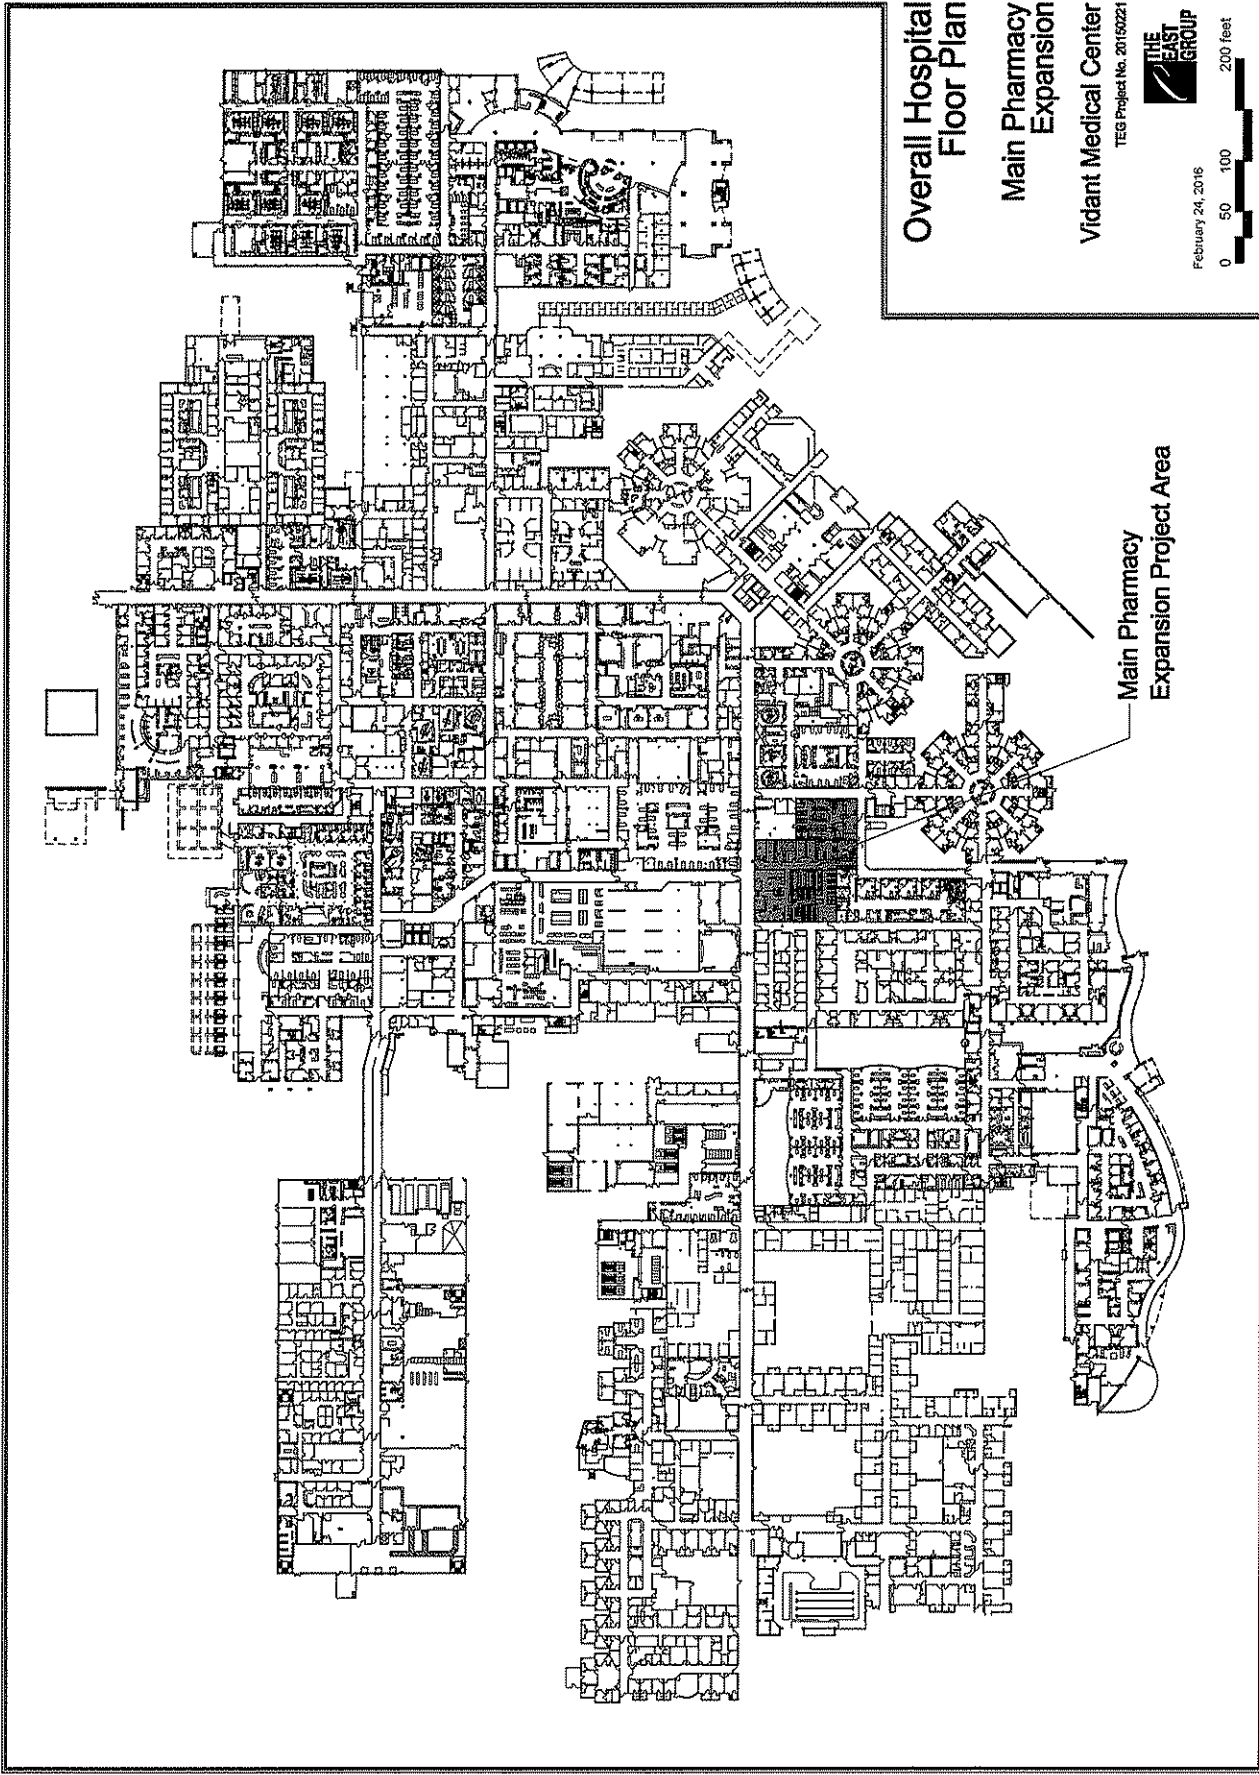 Overall Hospital
Floor Plan
Main Pharmacy
Expansion
Vidant Medical Center
TEG Project No. 20150221
THE
EAST
GROUP
February 24, 2016
0 50 100 200 feet
Main Pharmacy
Expansion Project Area